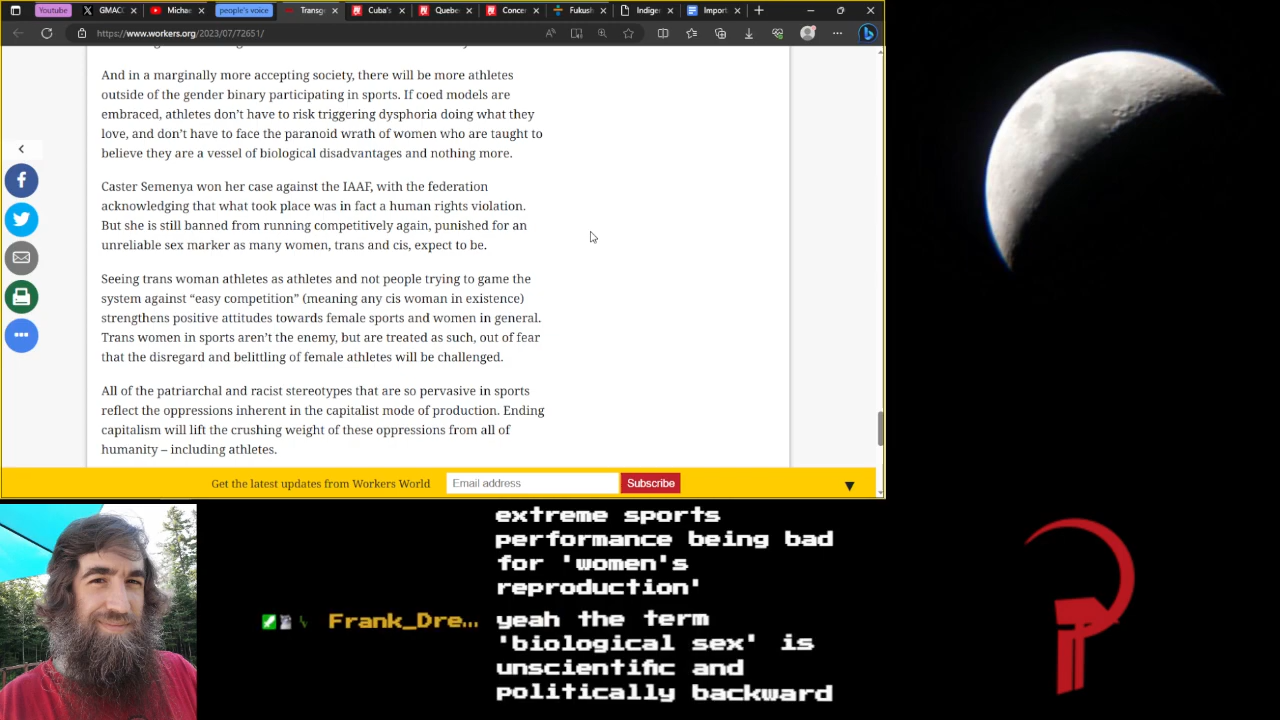 Youtube
GMACC
Michae
people's voice
Transg
Cuba's
Quebe
Concer
Fukush
Indiger
Import
https://www.workers.org/2023/07/72651/
And in a marginally more accepting society, there will be more athletes
outside of the gender binary participating in sports. If coed models are
embraced, athletes don't have to risk triggering dysphoria doing what they
love, and don't have to face the paranoid wrath of women who are taught to
believe they are a vessel of biological disadvantages and nothing more.
Caster Semenya won her case against the IAAF, with the federation
acknowledging that what took place was in fact a human rights violation.
But she is still banned from running competitively again, punished for an
unreliable sex marker as many women, trans and cis, expect to be.
Seeing trans woman athletes as athletes and not people trying to game the
system against “easy competition” (meaning any cis woman in existence)
strengthens positive attitudes towards female sports and women in general.
Trans women in sports aren't the enemy, but are treated as such, out of fear
that the disregard and belittling of female athletes will be challenged.
All of the patriarchal and racist stereotypes that are so pervasive in sports
reflect the oppressions inherent in the capitalist mode of production. Ending
capitalism will lift the crushing weight of these oppressions from all of
humanity – including athletes.
Get the latest updates from Workers World
Email address
Subscribe
extreme sports
performance being bad
for 'women's
reproduction'
Frank_Dre… yeah the term
'biological sex' is
unscientific and
politically backward